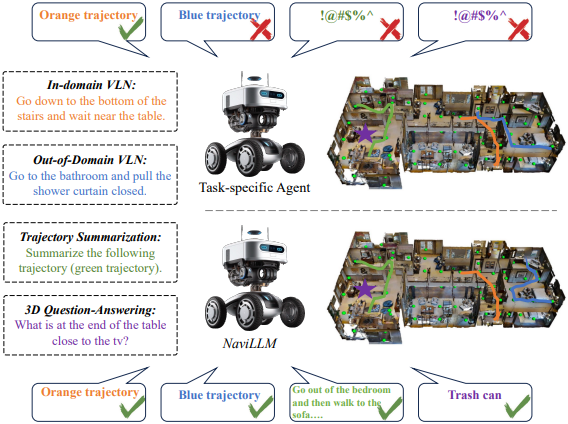 Orange trajectory
Blue trajectory
!@#$%^
!@#$%^
In-domain VLN:
Go down to the bottom of the
stairs and wait near the table.
Out-of-Domain VLN:
Go to the bathroom and pull the
shower curtain closed.
Task-specific Agent
Trajectory Summarization:
Summarize the following
trajectory (green trajectory).
3D Question-Answering:
What is at the end of the table
close to the tv?
NaviLLM
Orange trajectory
Blue trajectory
Go out of the bedroom
and then walk to the
sofa….
Trash can